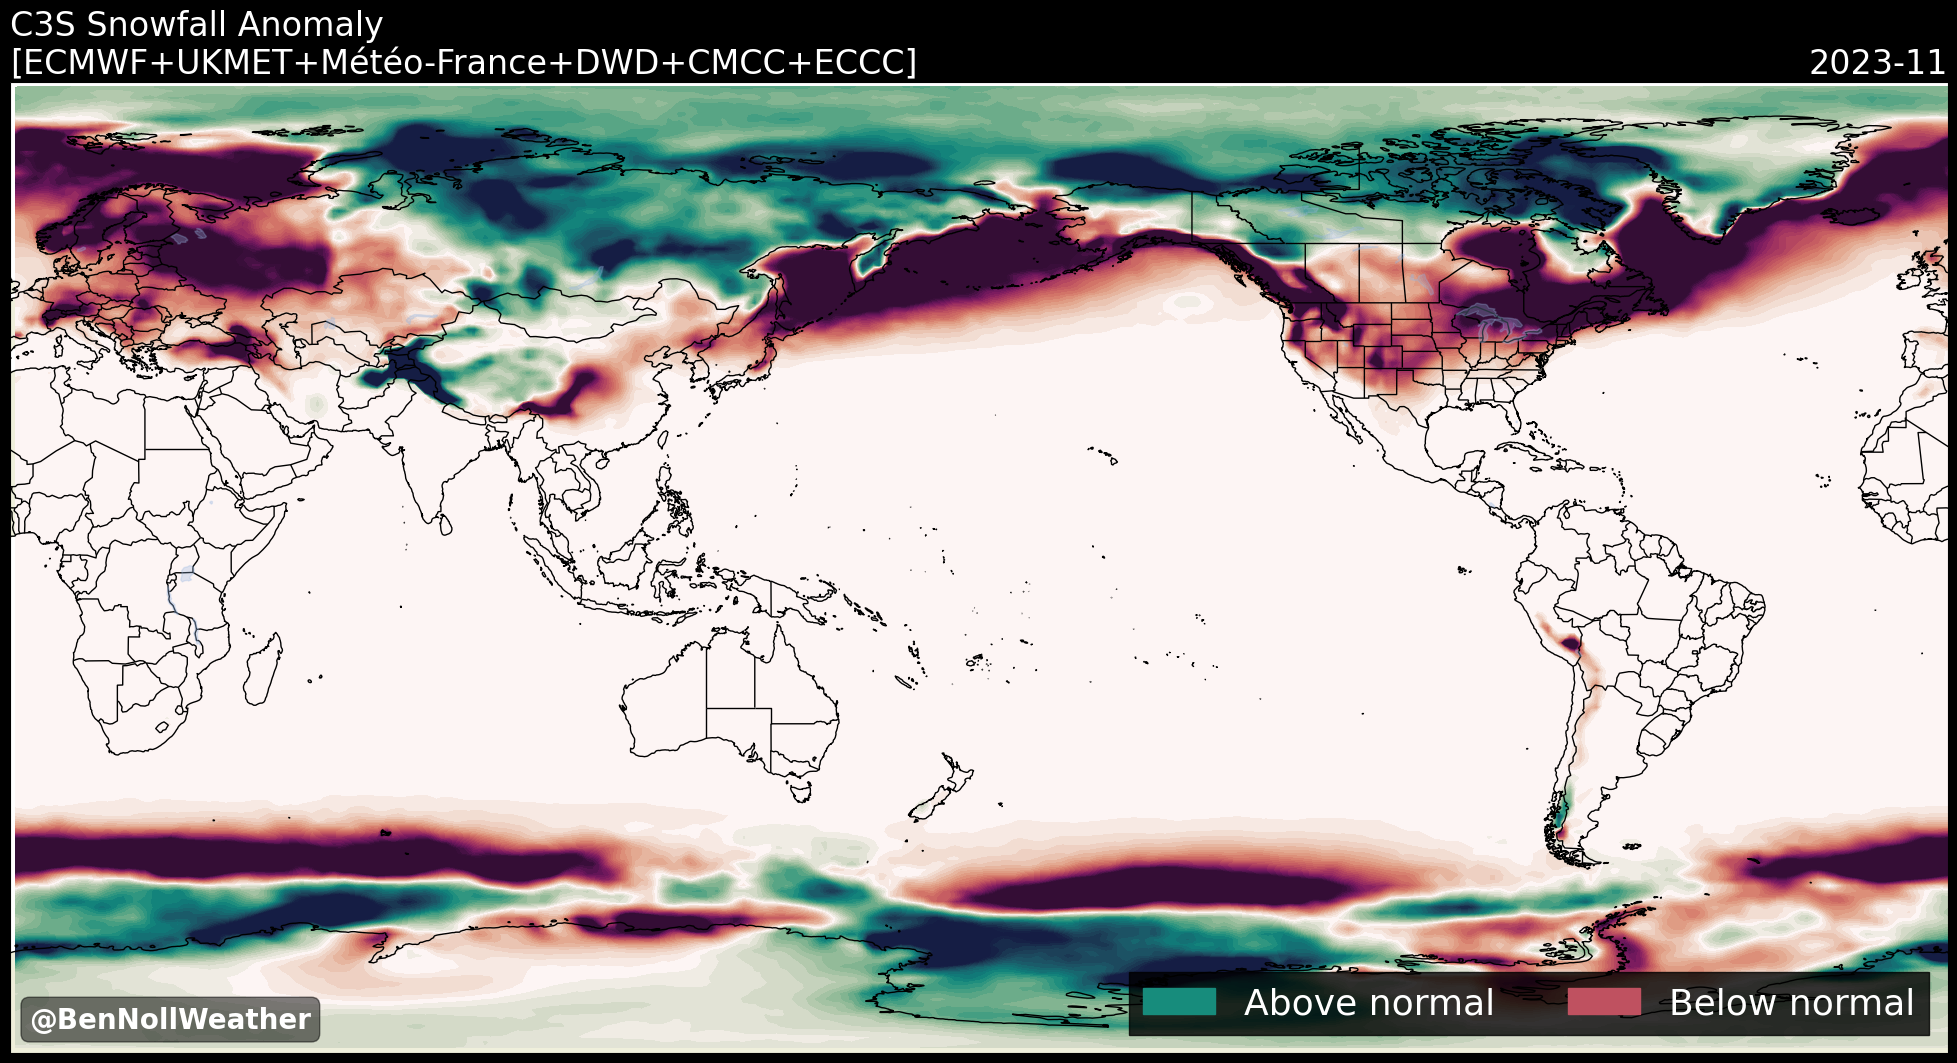 C3S Snowfall Anomaly
[ECMWF+UKMET+Météo-France+DWD+CMCC+ECCC]
2023-11
@BenNollWeather
Above normal
Below normal